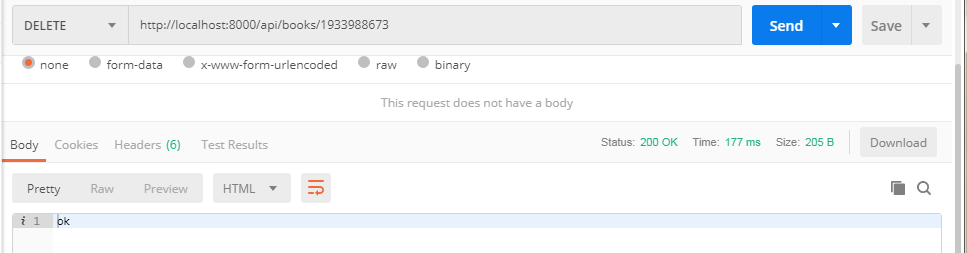 DELETE http://localhost:8000/api/books/1933988673 Send Save
none form-data x-www-form-urlencoded raw binary
This request does not have a body
Body Cookies Headers (6) Test Results Status: 200 OK Time: 177 ms Size: 205 B Download
Pretty Raw Preview HTML
i 1 ok